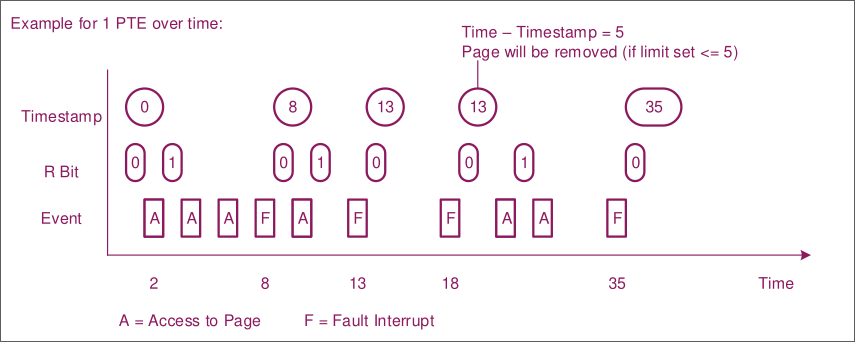 Example for 1 PTE over time:
Time – Timestamp = 5
Page will be removed (if limit set <= 5)
Timestamp 0 8 13 13 35
R Bit 0 1 0 1 0 0 1 0
Event A A A F A F F A A F
2 8 13 18 35 Time
A = Access to Page F = Fault Interrupt